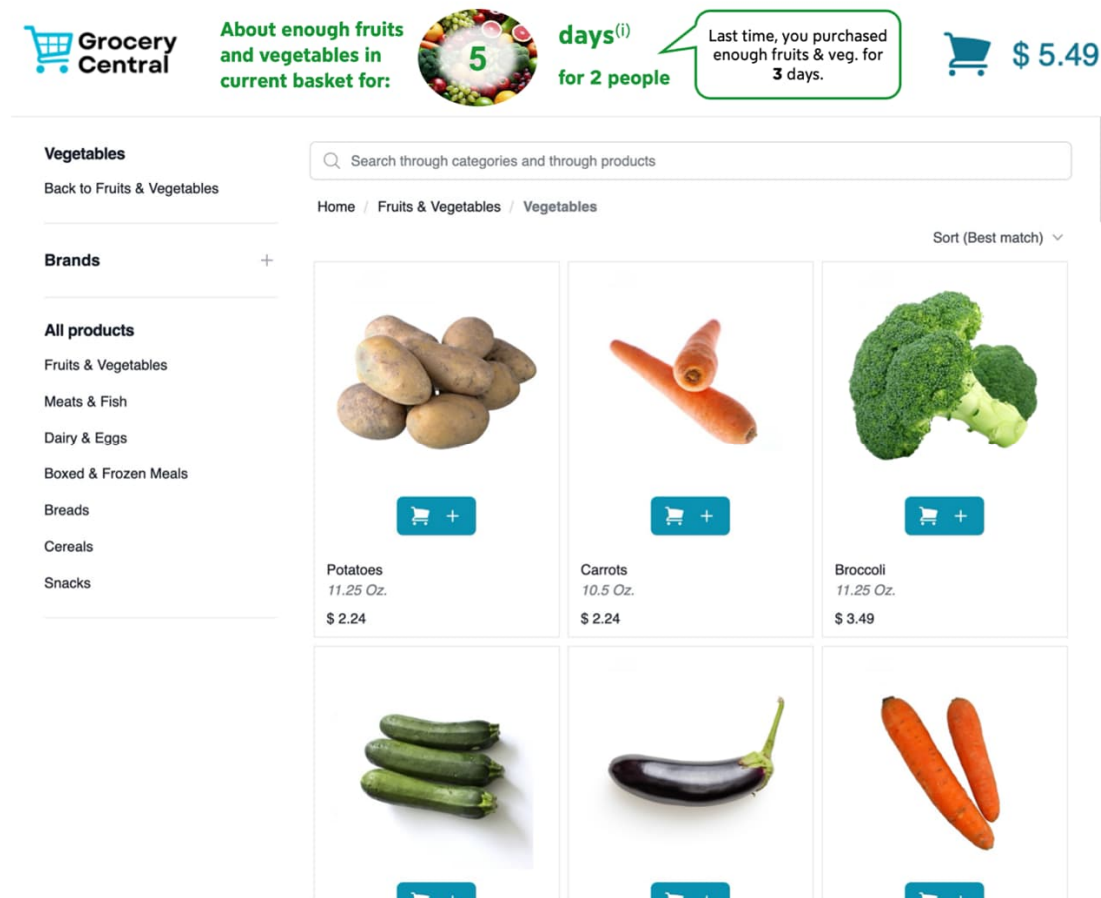 Grocery
Central
About enough fruits
and vegetables in
current basket for:
5
days(i)
for 2 people
Last time, you purchased
enough fruits & veg. for
3 days.
$ 5.49
Vegetables
Back to Fruits & Vegetables
Brands
+
All products
Fruits & Vegetables
Meats & Fish
Dairy & Eggs
Boxed & Frozen Meals
Breads
Cereals
Snacks
Search through categories and through products
Home / Fruits & Vegetables / Vegetables
Sort (Best match)
+
+
+
Potatoes
11.25 Oz.
$ 2.24
Carrots
10.5 Oz.
$ 2.24
Broccoli
11.25 Oz.
$ 3.49